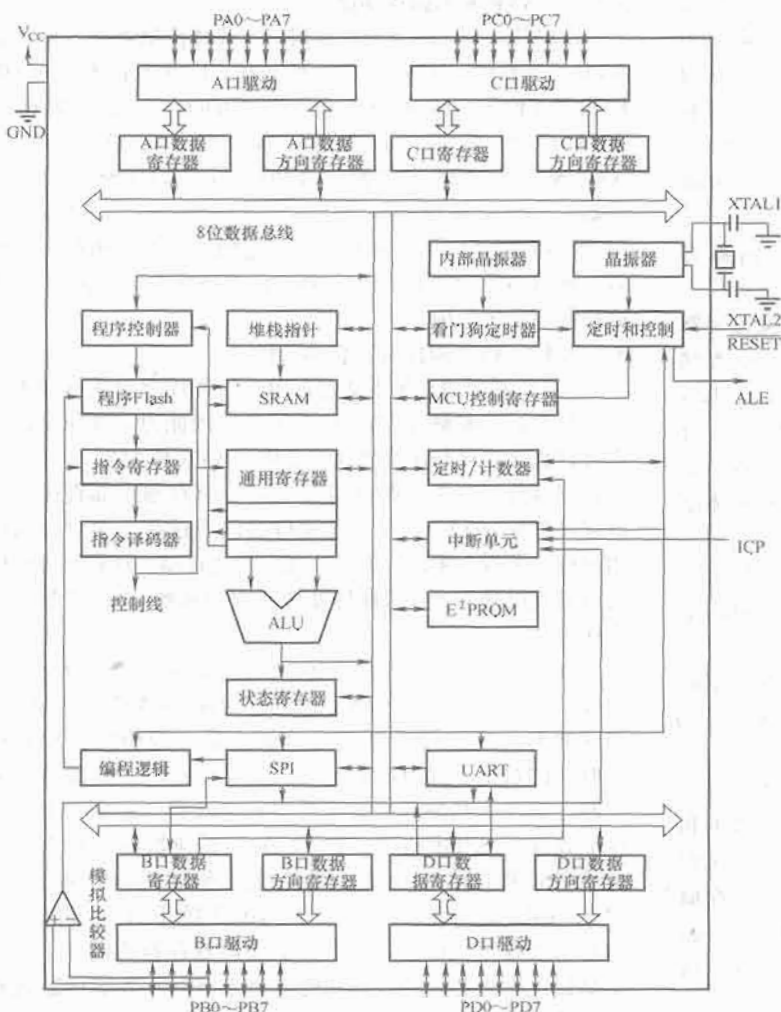 PA0～PA7
PC0～PC7
V_CC
GND
A口驱动
C口驱动
A口数据
寄存器
A口数据
方向寄存器
C口寄存器
C口数据
方向寄存器
8位数据总线
XTAL1
内部晶振器
晶振器
程序控制器
堆栈指针
看门狗定时器
定时和控制
XTAL2
RESET
程序Flash
SRAM
MCU控制寄存器
ALE
指令寄存器
通用寄存器
定时/计数器
指令译码器
中断单元
ICP
控制线
ALU
E²PROM
状态寄存器
编程逻辑
SPI
UART
B口数据
寄存器
B口数据
方向寄存器
D口数
据寄存器
D口数据
方向寄存器
模拟比较器
+
−
B口驱动
D口驱动
PB0～PB7
PD0～PD7